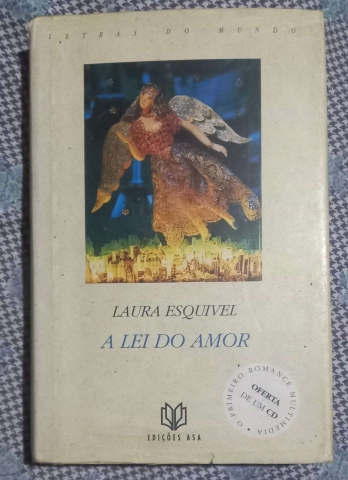 LETRAS DO MUNDO
LAURA ESQUIVEL
A LEI DO AMOR
• O PRIMEIRO ROMANCE MULTIMÉDIA •
OFERTA
DE UM CD
EDIÇÕES ASA